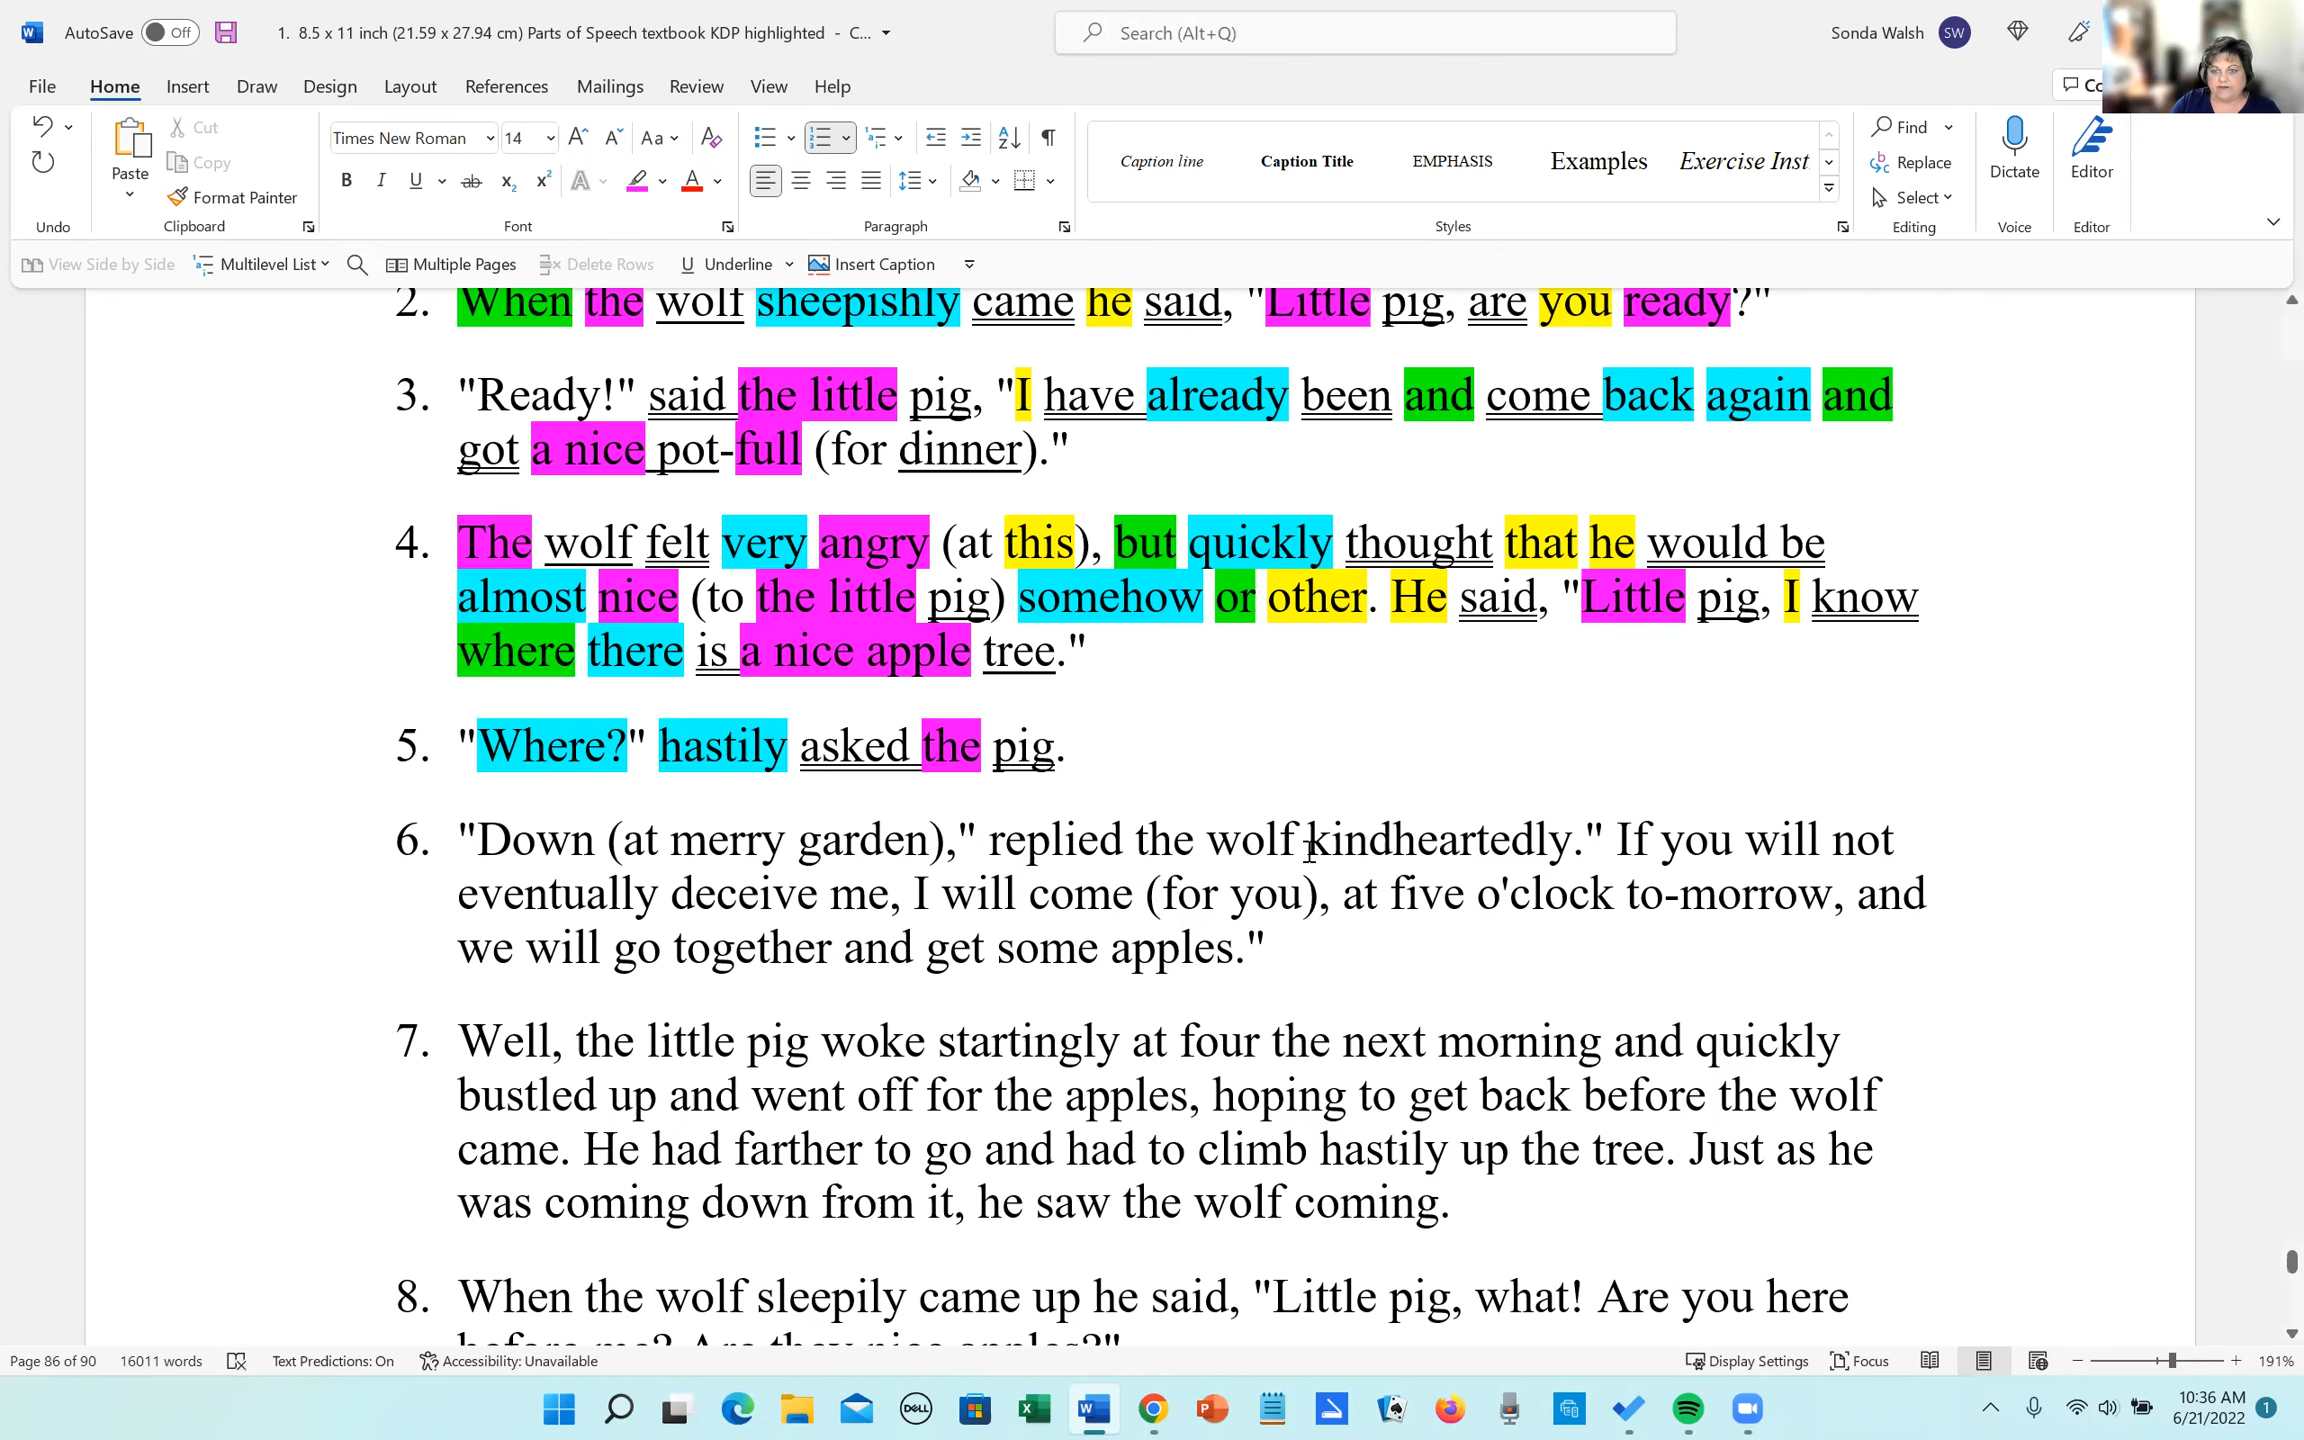 AutoSave Off 1. 8.5 x 11 inch (21.59 x 27.94 cm) Parts of Speech textbook KDP highlighted - C... Search (Alt+Q) Sonda Walsh SW
File Home Insert Draw Design Layout References Mailings Review View Help Co
Paste Cut Copy Format Painter
Times New Roman 14 Aa
Caption line Caption Title EMPHASIS Examples Exercise Inst
Find Replace Select Dictate Editor
Undo Clipboard Font Paragraph Styles Editing Voice Editor
View Side by Side Multilevel List Multiple Pages Delete Rows Underline Insert Caption
2. When the wolf sheepishly came he said, "Little pig, are you ready?"
3. "Ready!" said the little pig, "I have already been and come back again and
got a nice pot-full (for dinner)."
4. The wolf felt very angry (at this), but quickly thought that he would be
almost nice (to the little pig) somehow or other. He said, "Little pig, I know
where there is a nice apple tree."
5. "Where?" hastily asked the pig.
6. "Down (at merry garden)," replied the wolf kindheartedly." If you will not
eventually deceive me, I will come (for you), at five o'clock to-morrow, and
we will go together and get some apples."
7. Well, the little pig woke startingly at four the next morning and quickly
bustled up and went off for the apples, hoping to get back before the wolf
came. He had farther to go and had to climb hastily up the tree. Just as he
was coming down from it, he saw the wolf coming.
8. When the wolf sleepily came up he said, "Little pig, what! Are you here
before me? Are they nice apples?"
Page 86 of 90 16011 words Text Predictions: On Accessibility: Unavailable Display Settings Focus 191%
DELL 10:36 AM
6/21/2022 1